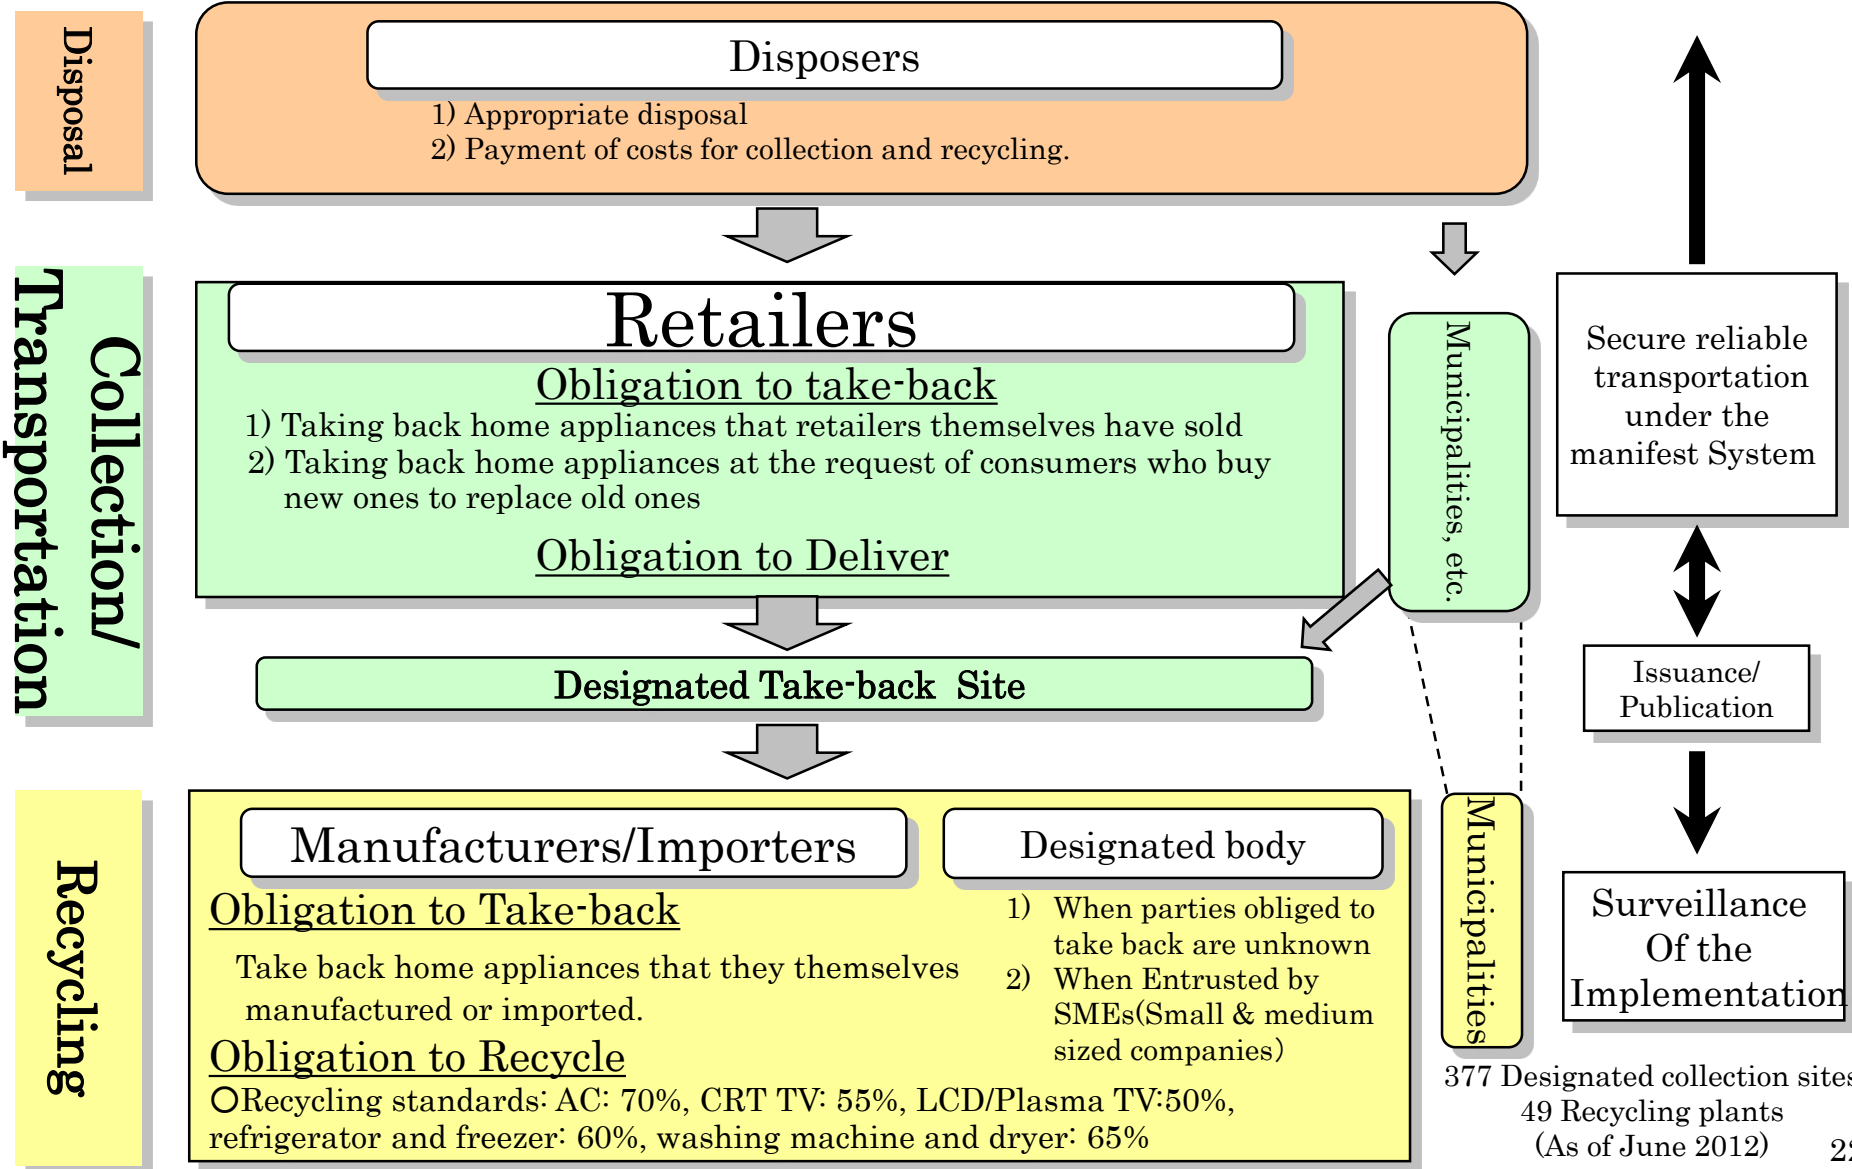 Disposal
Disposers
1) Appropriate disposal
2) Payment of costs for collection and recycling.
Collection/
Transportation
Retailers
Obligation to take-back
1) Taking back home appliances that retailers themselves have sold
2) Taking back home appliances at the request of consumers who buy
new ones to replace old ones
Obligation to Deliver
Municipalities, etc.
Secure reliable
transportation
under the
manifest System
Designated Take-back Site
Issuance/
Publication
Recycling
Manufacturers/Importers
Obligation to Take-back
Take back home appliances that they themselves
manufactured or imported.
Obligation to Recycle
○Recycling standards: AC: 70%, CRT TV: 55%, LCD/Plasma TV:50%,
refrigerator and freezer: 60%, washing machine and dryer: 65%
Designated body
1) When parties obliged to
take back are unknown
2) When Entrusted by
SMEs(Small & medium
sized companies)
Municipalities
Surveillance
Of the
Implementation
377 Designated collection sites
49 Recycling plants
(As of June 2012)
22